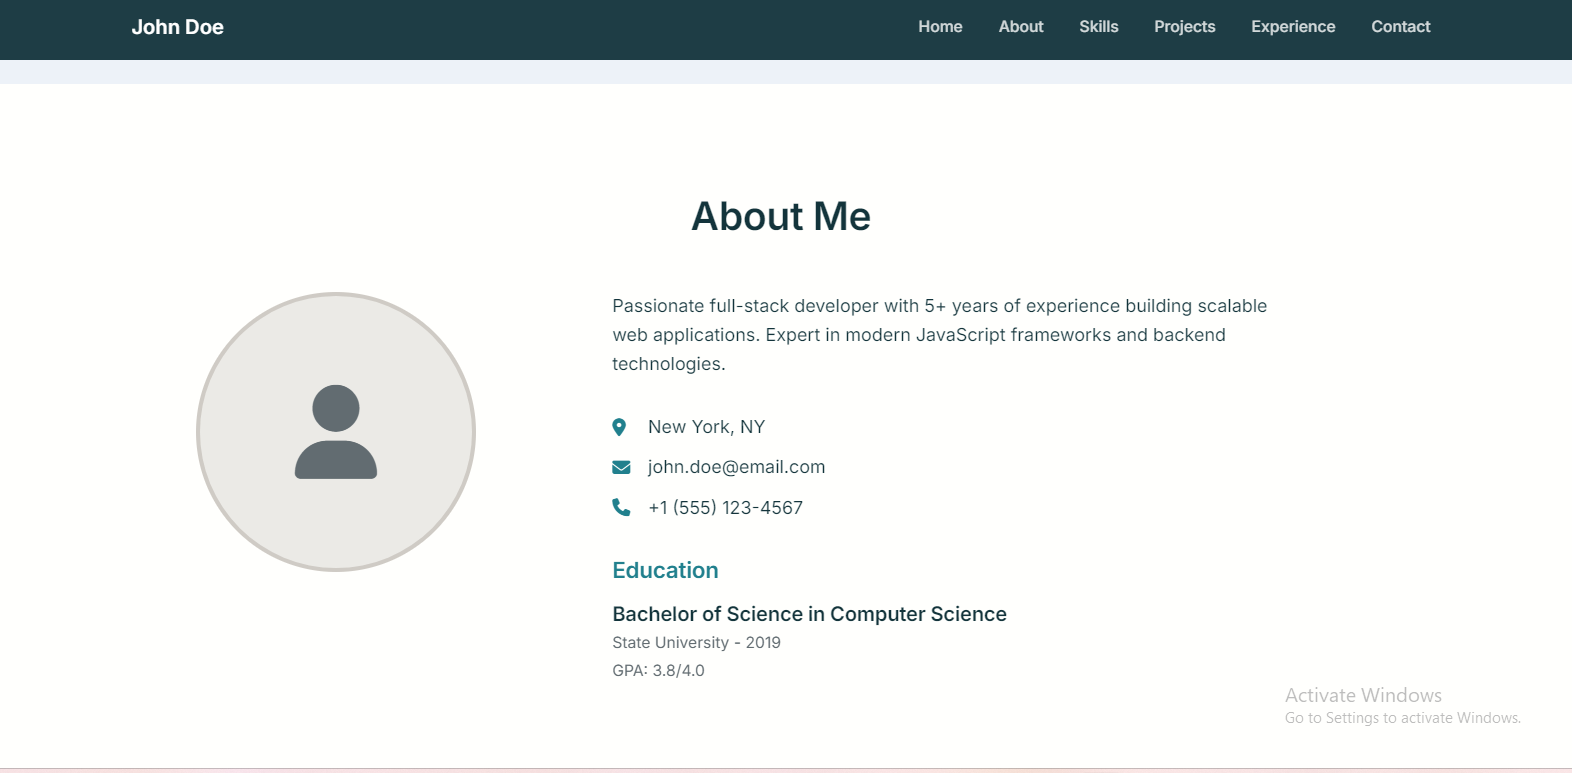 John Doe
Home About Skills Projects Experience Contact
About Me
Passionate full-stack developer with 5+ years of experience building scalable
web applications. Expert in modern JavaScript frameworks and backend
technologies.
New York, NY
john.doe@email.com
+1 (555) 123-4567
Education
Bachelor of Science in Computer Science
State University - 2019
GPA: 3.8/4.0
Activate Windows
Go to Settings to activate Windows.